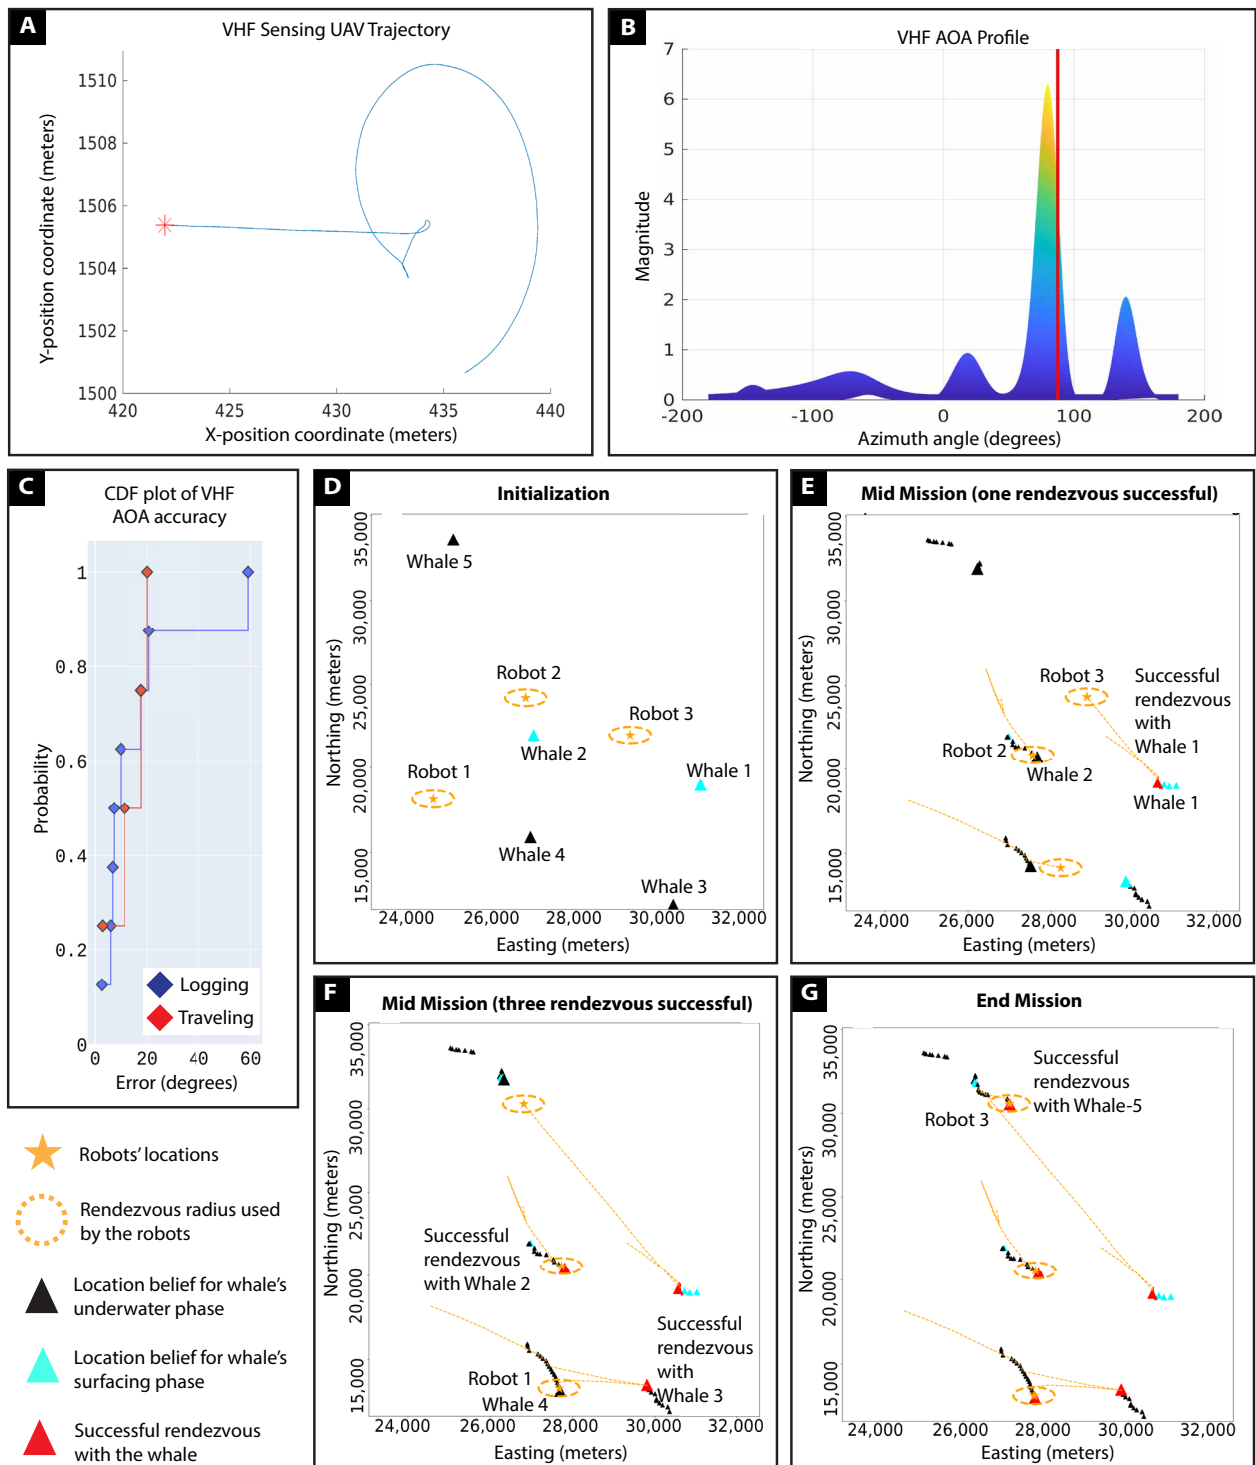 A
VHF Sensing UAV Trajectory
Y-position coordinate (meters)
1510
1508
1506
1504
1502
1500
420
425
430
435
440
X-position coordinate (meters)
B
VHF AOA Profile
Magnitude
7
6
5
4
3
2
1
0
-200
-100
0
100
200
Azimuth angle (degrees)
C
CDF plot of VHF
AOA accuracy
Probability
1
0.8
0.6
0.4
0.2
0
0
20
40
60
Logging
Traveling
Error (degrees)
D
Initialization
Northing (meters)
35,000
30,000
25,000
20,000
15,000
Whale 5
Robot 2
Robot 3
Whale 2
Robot 1
Whale 1
Whale 4
Whale 3
24,000
26,000
28,000
30,000
32,000
Easting (meters)
E
Mid Mission (one rendezvous successful)
Northing (meters)
35,000
30,000
25,000
20,000
15,000
Robot 3
Successful
rendezvous
with
Whale 1
Robot 2
Whale 2
Whale 1
24,000
26,000
28,000
30,000
32,000
Easting (meters)
F
Mid Mission (three rendezvous successful)
Northing (meters)
35,000
30,000
25,000
20,000
15,000
Successful
rendezvous
with Whale 2
Successful
rendezvous
with
Whale 3
Robot 1
Whale 4
24,000
26,000
28,000
30,000
32,000
Easting (meters)
G
End Mission
Northing (meters)
35,000
30,000
25,000
20,000
15,000
Successful
rendezvous
with Whale-5
Robot 3
24,000
26,000
28,000
30,000
32,000
Easting (meters)
Robots' locations
Rendezvous radius used
by the robots
Location belief for whale's
underwater phase
Location belief for whale's
surfacing phase
Successful rendezvous
with the whale